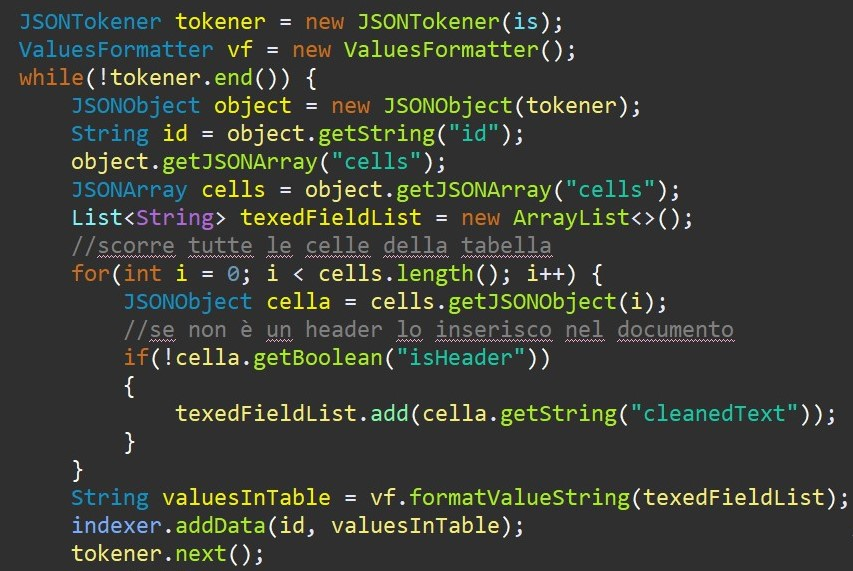 JSONTokener tokener = new JSONTokener(is);
ValuesFormatter vf = new ValuesFormatter();
while(!tokener.end()) {
    JSONObject object = new JSONObject(tokener);
    String id = object.getString("id");
    object.getJSONArray("cells");
    JSONArray cells = object.getJSONArray("cells");
    List<String> texedFieldList = new ArrayList<>();
    //scorre tutte le celle della tabella
    for(int i = 0; i < cells.length(); i++) {
        JSONObject cella = cells.getJSONObject(i);
        //se non è un header lo inserisco nel documento
        if(!cella.getBoolean("isHeader"))
        {
            texedFieldList.add(cella.getString("cleanedText"));
        }
    }
    String valuesInTable = vf.formatValueString(texedFieldList);
    indexer.addData(id, valuesInTable);
    tokener.next();